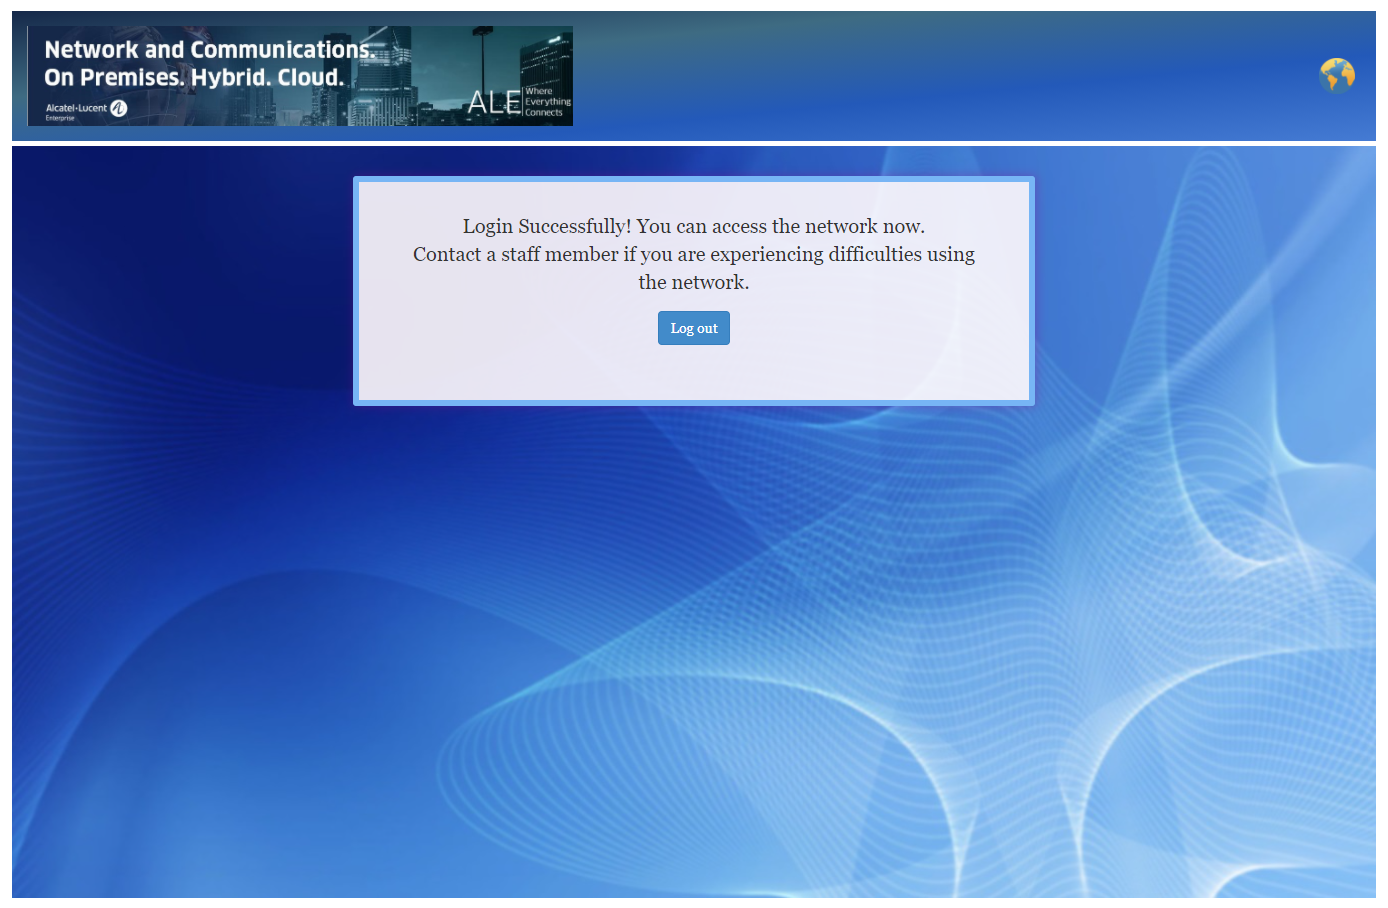 Network and Communications.
On Premises. Hybrid. Cloud.
Alcatel·Lucent
Enterprise
ALE
Where
Everything
Connects
Login Successfully! You can access the network now.
Contact a staff member if you are experiencing difficulties using
the network.
Log out